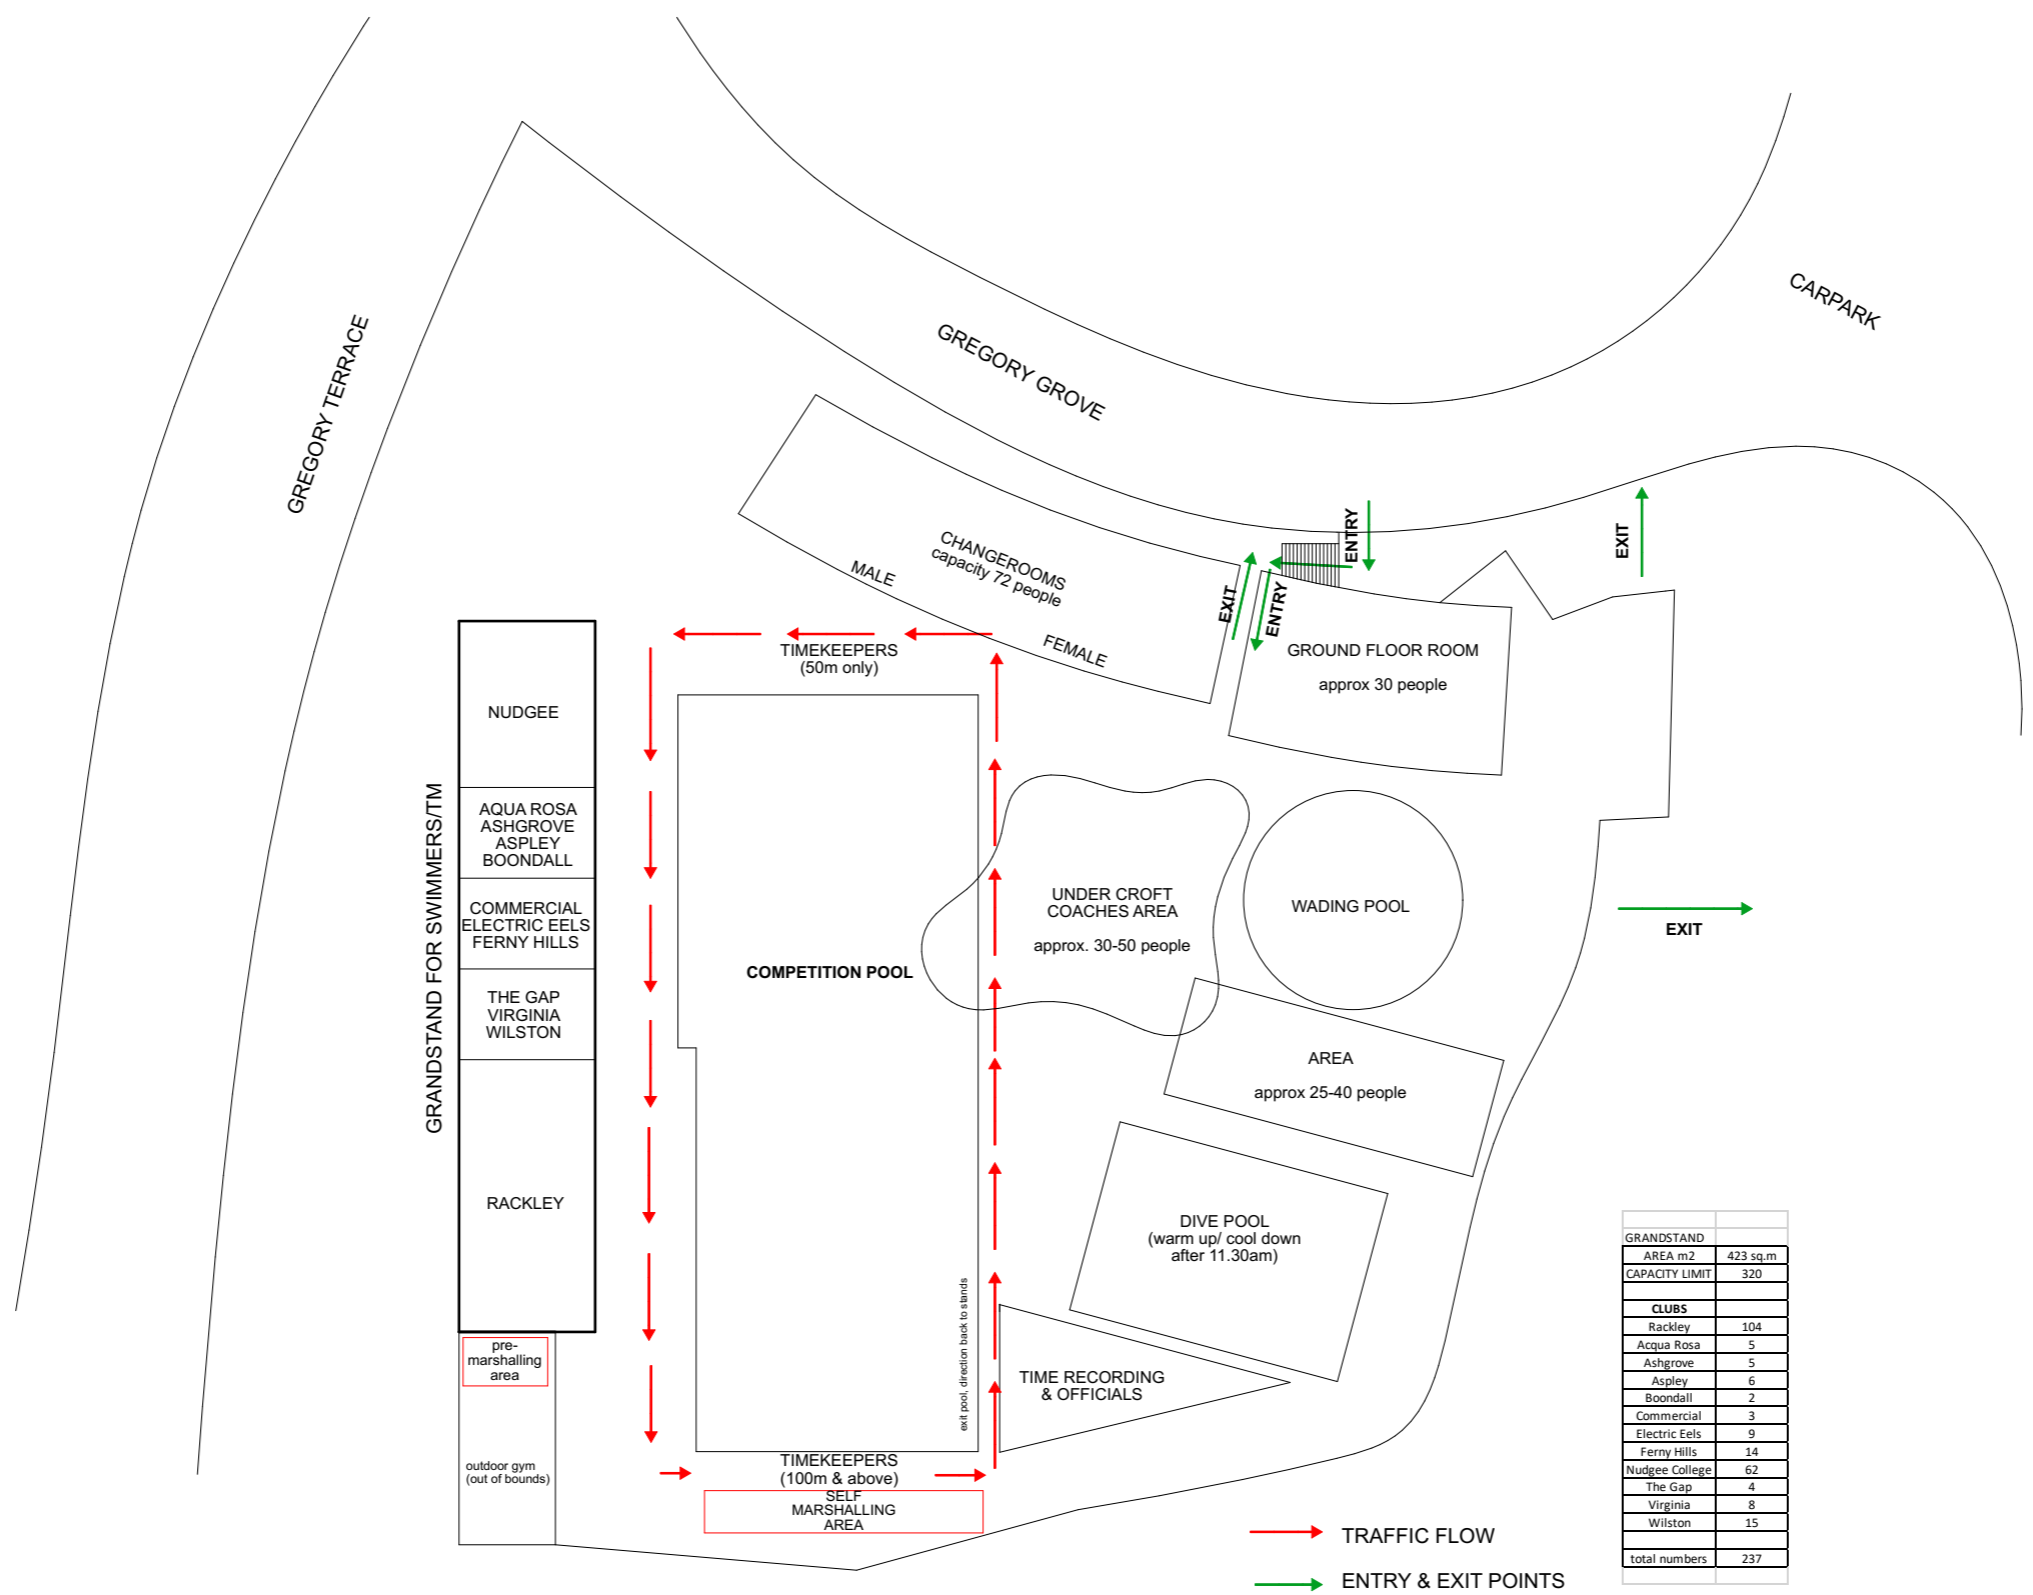 CARPARK
GREGORY GROVE
GREGORY TERRACE
ENTRY
EXIT
CHANGEROOMS
capacity 72 people
MALE
FEMALE
EXIT
ENTRY
GROUND FLOOR ROOM
approx 30 people
TIMEKEEPERS
(50m only)
GRANDSTAND FOR SWIMMERS/TM
NUDGEE
AQUA ROSA
ASHGROVE
ASPLEY
BOONDALL
COMMERCIAL
ELECTRIC EELS
FERNY HILLS
THE GAP
VIRGINIA
WILSTON
RACKLEY
COMPETITION POOL
UNDER CROFT
COACHES AREA
approx. 30-50 people
WADING POOL
EXIT
AREA
approx 25-40 people
DIVE POOL
(warm up/ cool down
after 11.30am)
exit pool, direction back to stands
TIME RECORDING
& OFFICIALS
pre-
marshalling
area
outdoor gym
(out of bounds)
TIMEKEEPERS
(100m & above)
SELF
MARSHALLING
AREA
TRAFFIC FLOW
ENTRY & EXIT POINTS
GRANDSTAND
AREA m2 423 sq.m
CAPACITY LIMIT 320
CLUBS
Rackley 104
Acqua Rosa 5
Ashgrove 5
Aspley 6
Boondall 2
Commercial 3
Electric Eels 9
Ferny Hills 14
Nudgee College 62
The Gap 4
Virginia 8
Wilston 15
total numbers 237